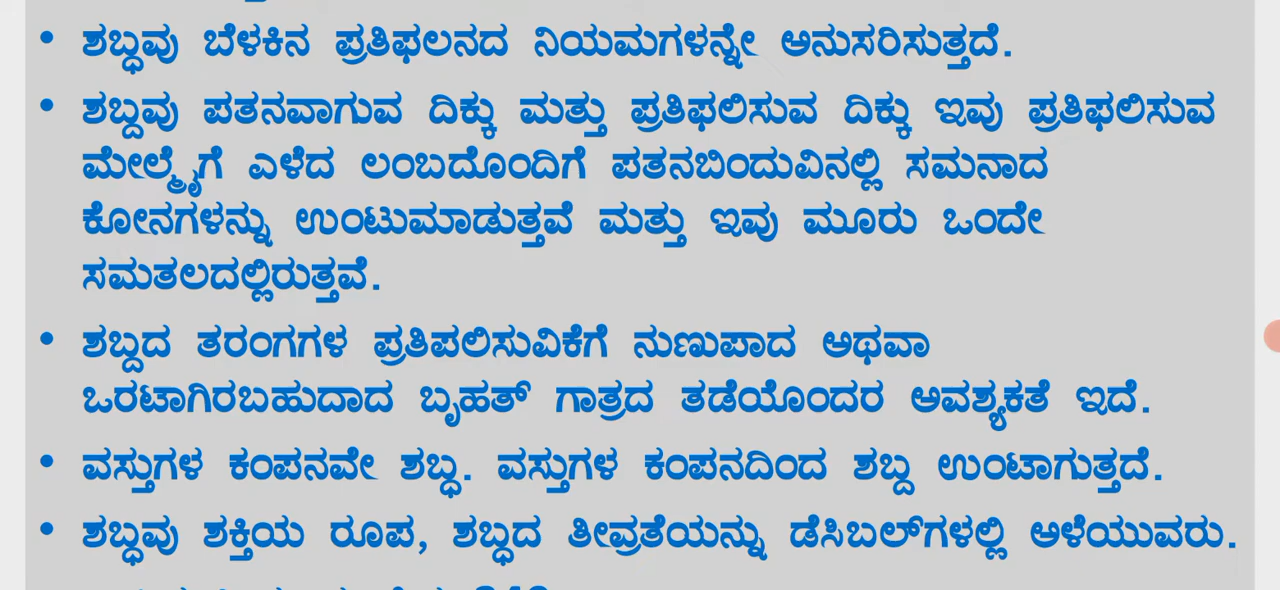 • ಶಬ್ಧವು ಬೆಳಕಿನ ಪ್ರತಿಫಲನದ ನಿಯಮಗಳನ್ನೇ ಅನುಸರಿಸುತ್ತದೆ.
• ಶಬ್ದವು ಪತನವಾಗುವ ದಿಕ್ಕು ಮತ್ತು ಪ್ರತಿಫಲಿಸುವ ದಿಕ್ಕು ಇವು ಪ್ರತಿಫಲಿಸುವ
ಮೇಲ್ಮೈಗೆ ಎಳೆದ ಲಂಬದೊಂದಿಗೆ ಪತನಬಿಂದುವಿನಲ್ಲಿ ಸಮನಾದ
ಕೋನಗಳನ್ನು ಉಂಟುಮಾಡುತ್ತವೆ ಮತ್ತು ಇವು ಮೂರು ಒಂದೇ
ಸಮತಲದಲ್ಲಿರುತ್ತವೆ.
• ಶಬ್ದದ ತರಂಗಗಳ ಪ್ರತಿಪಲಿಸುವಿಕೆಗೆ ನುಣುಪಾದ ಅಥವಾ
ಒರಟಾಗಿರಬಹುದಾದ ಬೃಹತ್ ಗಾತ್ರದ ತಡೆಯೊಂದರ ಅವಶ್ಯಕತೆ ಇದೆ.
• ವಸ್ತುಗಳ ಕಂಪನವೇ ಶಬ್ಧ. ವಸ್ತುಗಳ ಕಂಪನದಿಂದ ಶಬ್ದ ಉಂಟಾಗುತ್ತದೆ.
• ಶಬ್ಧವು ಶಕ್ತಿಯ ರೂಪ, ಶಬ್ಧದ ತೀವ್ರತೆಯನ್ನು ಡೆಸಿಬಲ್‌ಗಳಲ್ಲಿ ಅಳೆಯುವರು.